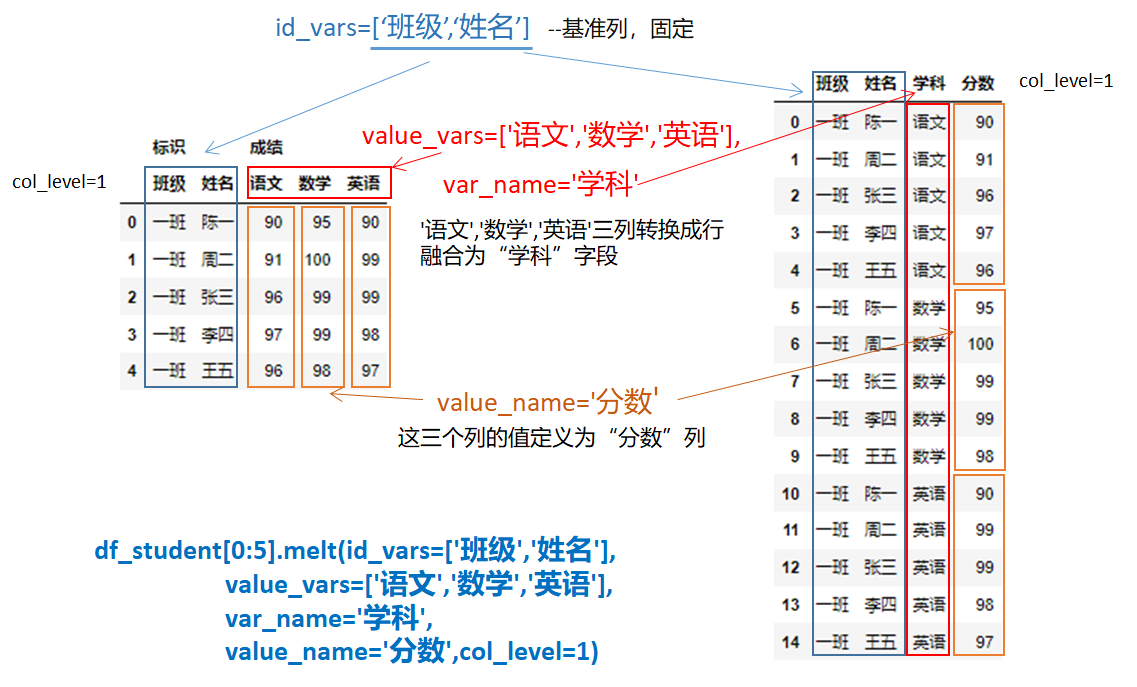 id_vars=[‘班级’,‘姓名’] --基准列，固定
value_vars=['语文','数学','英语'],
var_name='学科'
'语文','数学','英语'三列转换成行
融合为“学科”字段
col_level=1
标识 成绩
班级 姓名 语文 数学 英语
0 一班 陈一 90 95 90
1 一班 周二 91 100 99
2 一班 张三 96 99 99
3 一班 李四 97 99 98
4 一班 王五 96 98 97
value_name='分数'
这三个列的值定义为“分数”列
df_student[0:5].melt(id_vars=['班级','姓名'],
value_vars=['语文','数学','英语'],
var_name='学科',
value_name='分数',col_level=1)
col_level=1
班级 姓名 学科 分数
0 一班 陈一 语文 90
1 一班 周二 语文 91
2 一班 张三 语文 96
3 一班 李四 语文 97
4 一班 王五 语文 96
5 一班 陈一 数学 95
6 一班 周二 数学 100
7 一班 张三 数学 99
8 一班 李四 数学 99
9 一班 王五 数学 98
10 一班 陈一 英语 90
11 一班 周二 英语 99
12 一班 张三 英语 99
13 一班 李四 英语 98
14 一班 王五 英语 97